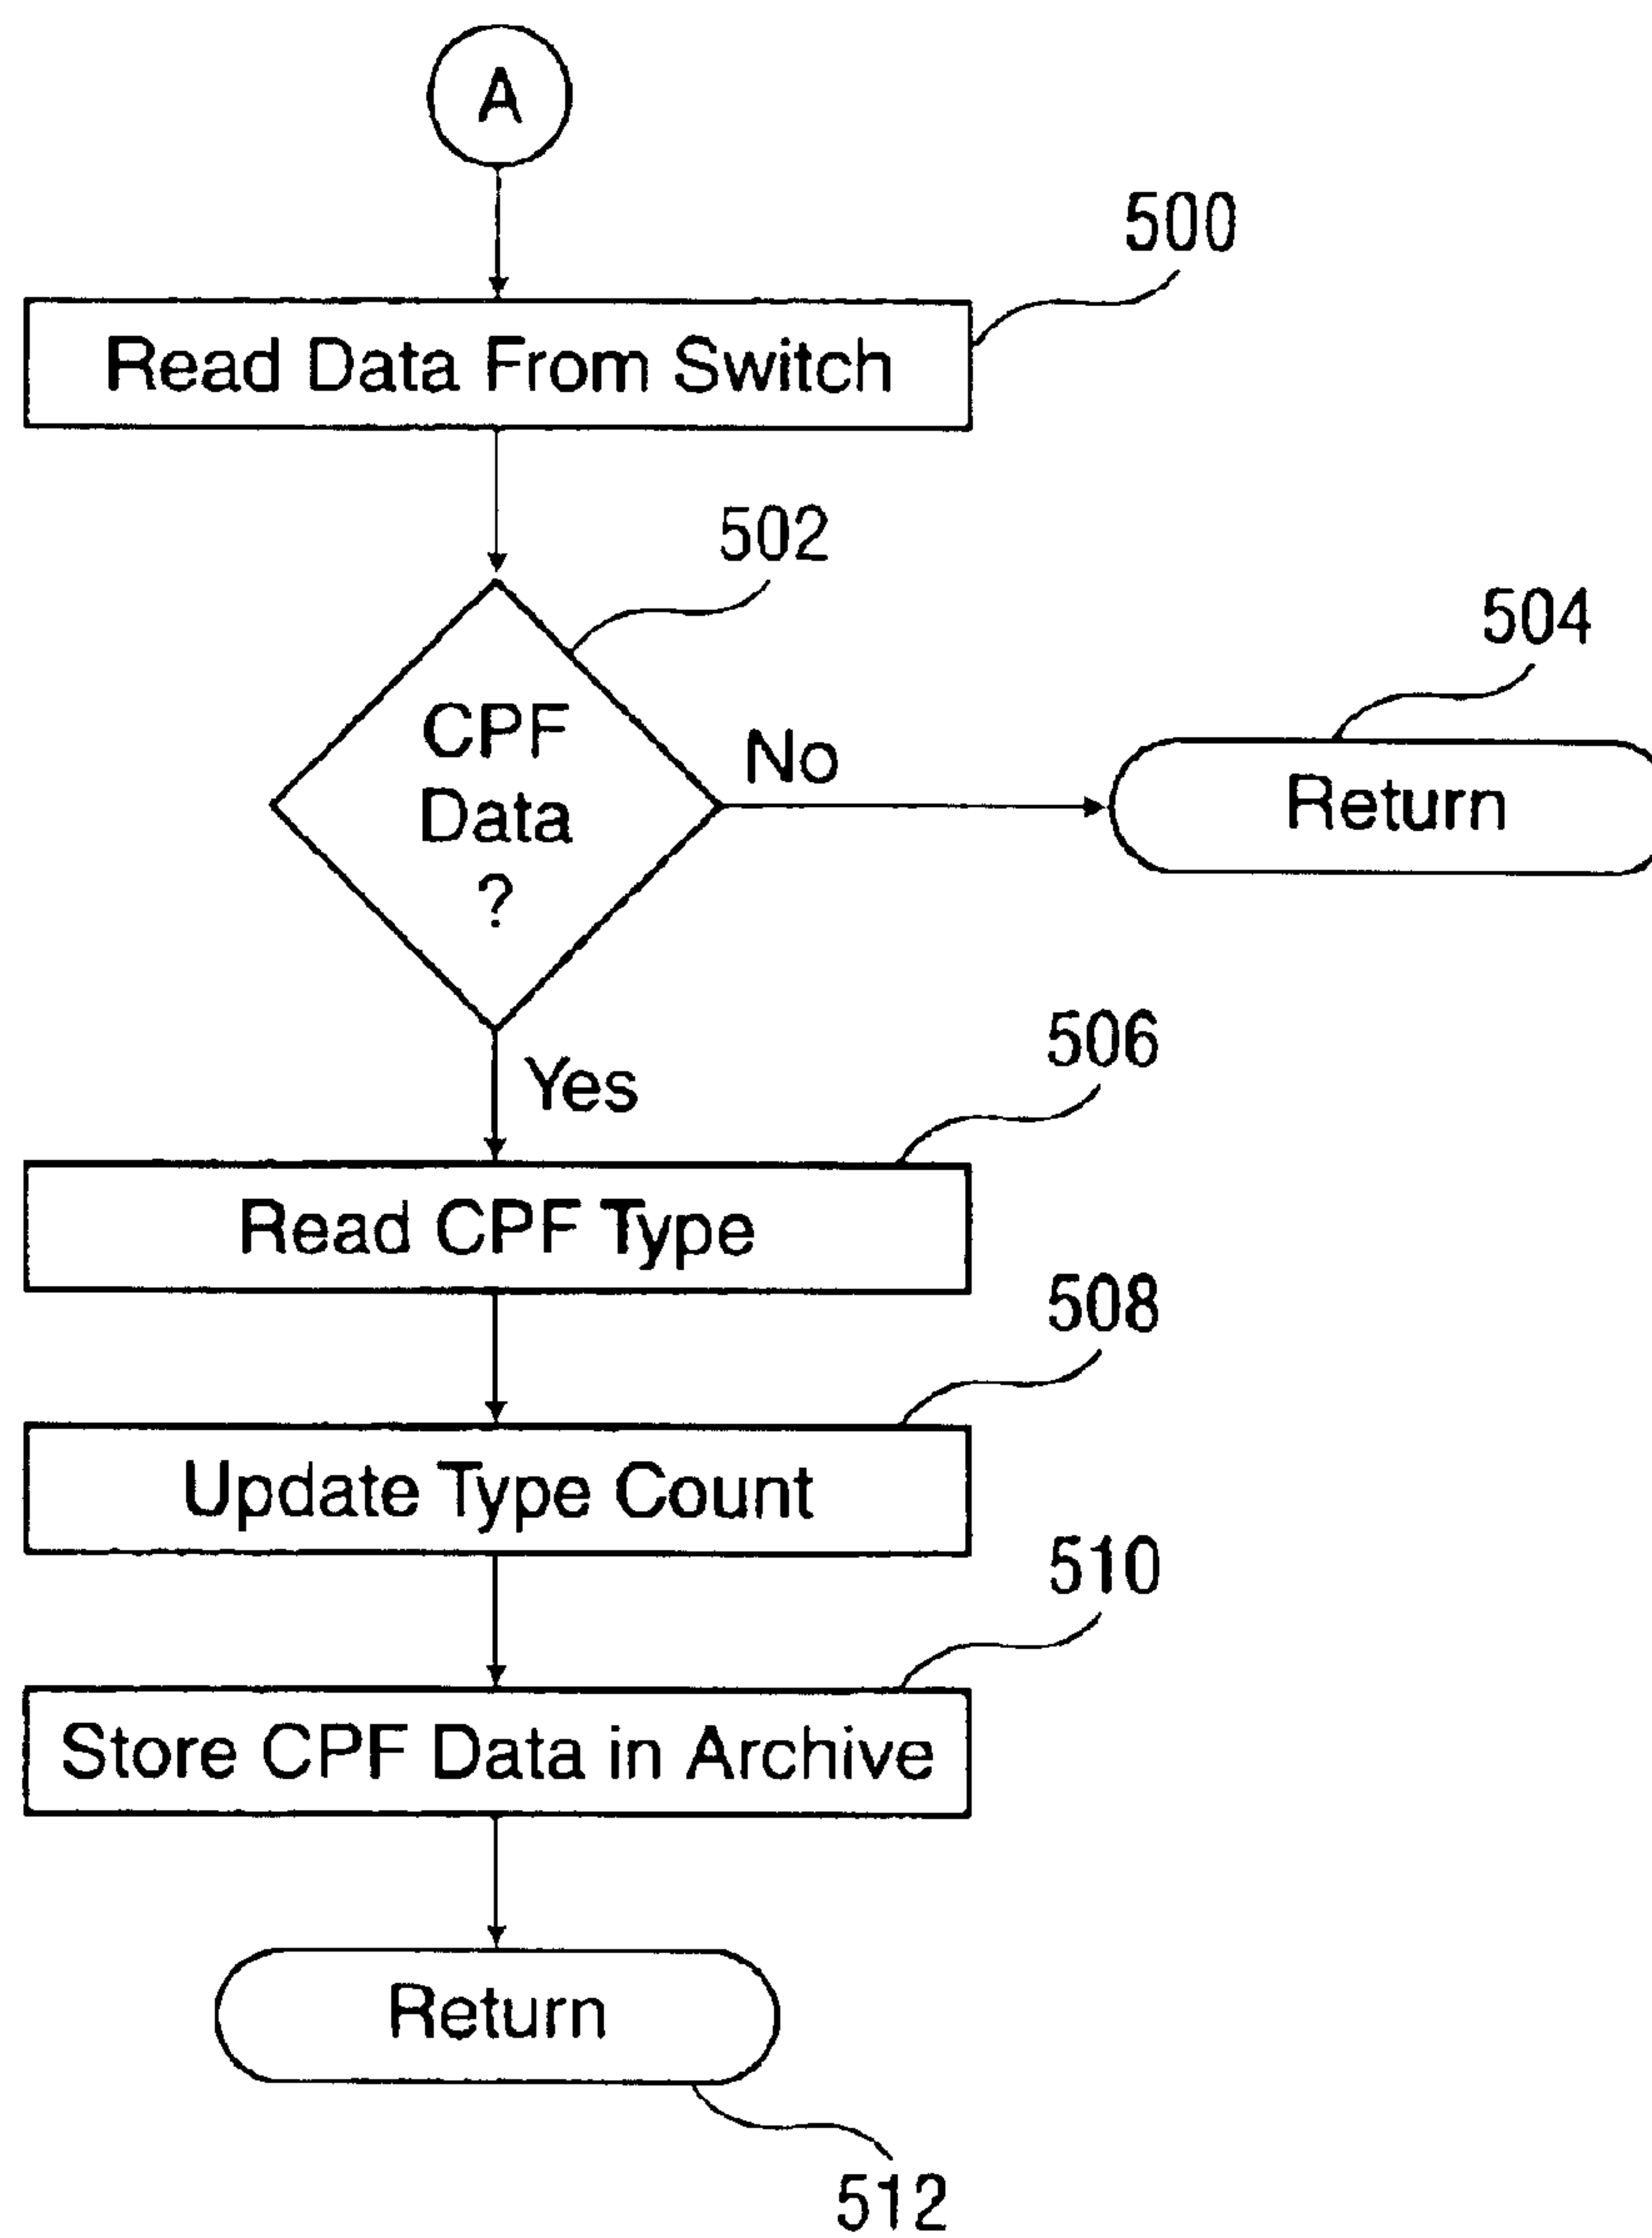 A
500
Read Data From Switch
502
504
CPF
Data
?
No
Return
Yes
506
Read CPF Type
508
Update Type Count
510
Store CPF Data in Archive
Return
512